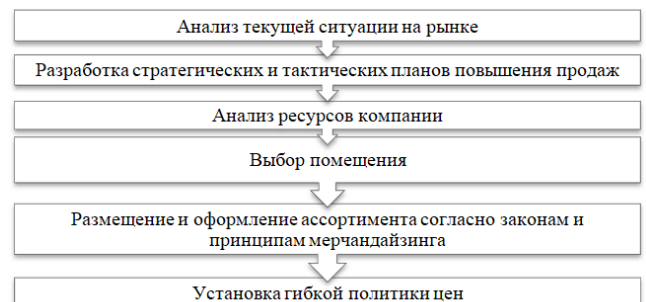 Анализ текущей ситуации на рынке
Разработка стратегических и тактических планов повышения продаж
Анализ ресурсов компании
Выбор помещения
Размещение и оформление ассортимента согласно законам и
принципам мерчандайзинга
Установка гибкой политики цен